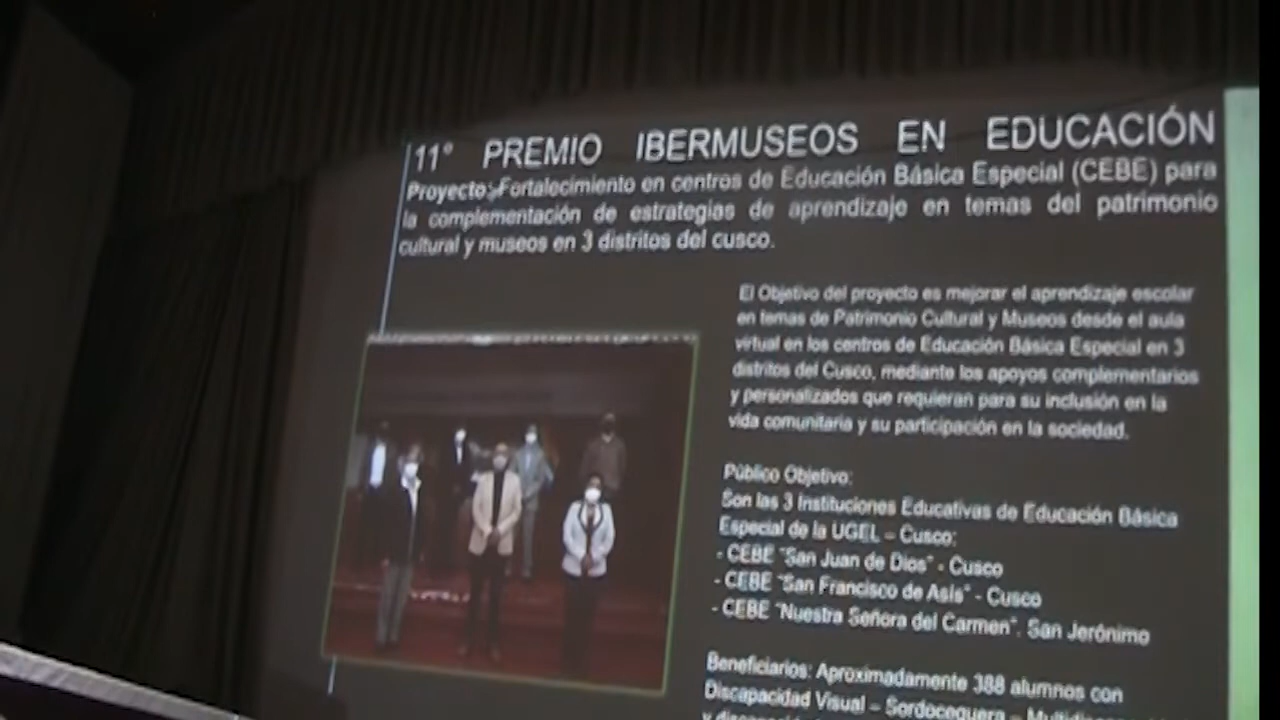 11° PREMIO IBERMUSEOS EN EDUCACIÓN
Proyecto: Fortalecimiento en centros de Educación Básica Especial (CEBE) para
la complementación de estrategias de aprendizaje en temas del patrimonio
cultural y museos en 3 distritos del cusco.
El Objetivo del proyecto es mejorar el aprendizaje escolar
en temas de Patrimonio Cultural y Museos desde el aula
virtual en los centros de Educación Básica Especial en 3
distritos del Cusco, mediante los apoyos complementarios
y personalizados que requieran para su inclusión en la
vida comunitaria y su participación en la sociedad.
Público Objetivo:
Son las 3 Instituciones Educativas de Educación Básica
Especial de la UGEL – Cusco:
- CEBE "San Juan de Dios" - Cusco
- CEBE "San Francisco de Asís" - Cusco
- CEBE "Nuestra Señora del Carmen". San Jerónimo
Beneficiarios: Aproximadamente 388 alumnos con
Discapacidad Visual – Sordoceguera –